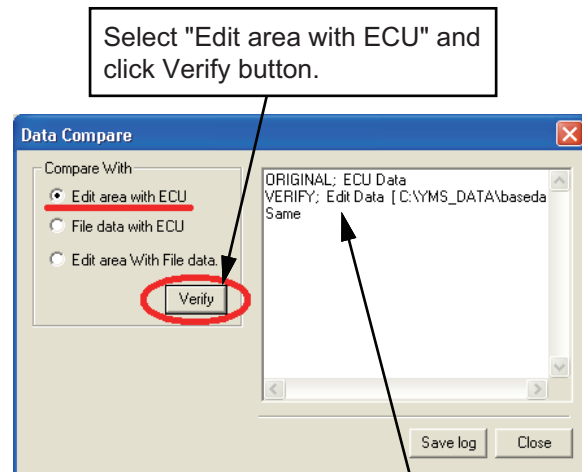 Select "Edit area with ECU" and
click Verify button.
Data Compare
Compare With
Edit area with ECU
File data with ECU
Edit area With File data.
Verify
ORIGINAL; ECU Data
VERIFY; Edit Data [ C:\YMS_DATA\baseda
Same
Save log
Close